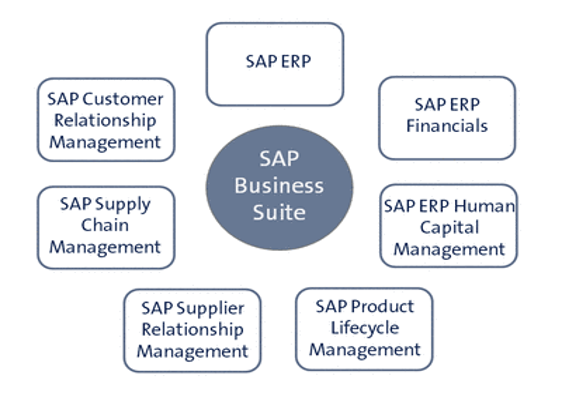 SAP ERP
SAP Customer
Relationship
Management
SAP ERP
Financials
SAP
Business
Suite
SAP Supply
Chain
Management
SAP ERP Human
Capital
Management
SAP Supplier
Relationship
Management
SAP Product
Lifecycle
Management